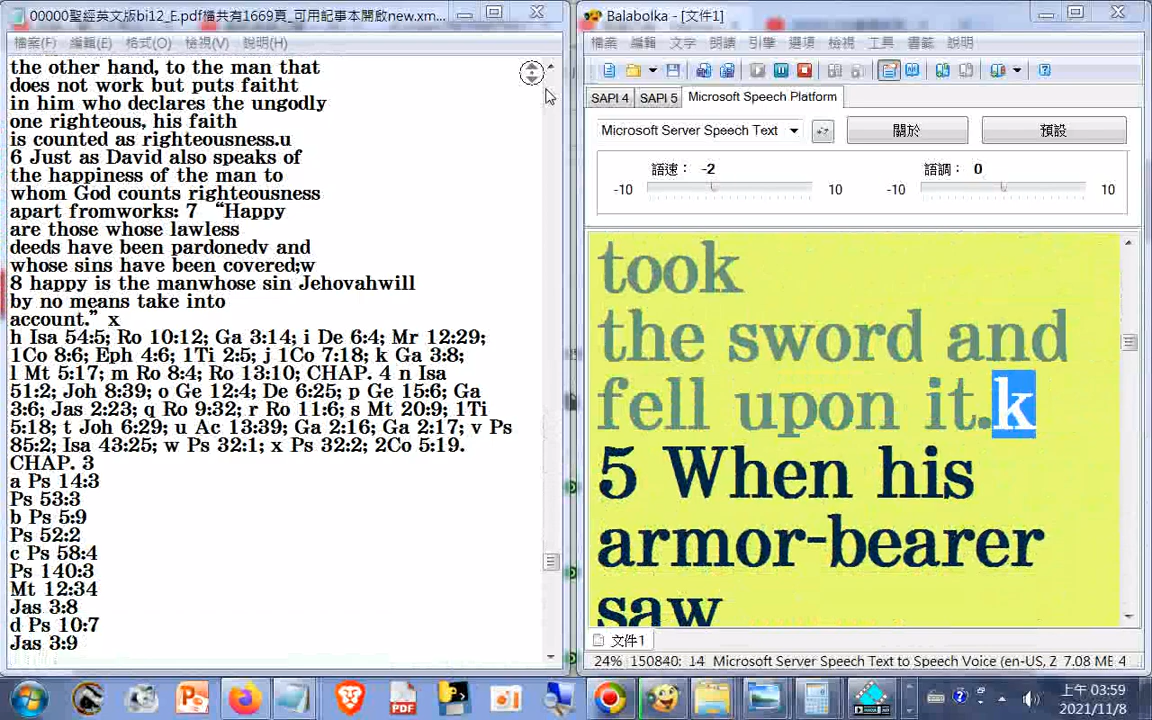 00000聖經英文版bi12_E.pdf檔共有1669頁_可用記事本開啟new.xm...
檔案(F) 編輯(E) 格式(O) 檢視(V) 說明(H)
the other hand, to the man that
does not work but puts faitht
in him who declares the ungodly
one righteous, his faith
is counted as righteousness.u
6 Just as David also speaks of
the happiness of the man to
whom God counts righteousness
apart fromworks: 7 “Happy
are those whose lawless
deeds have been pardonedv and
whose sins have been covered;w
8 happy is the manwhose sin Jehovahwill
by no means take into
account.” x
h Isa 54:5; Ro 10:12; Ga 3:14; i De 6:4; Mr 12:29;
1Co 8:6; Eph 4:6; 1Ti 2:5; j 1Co 7:18; k Ga 3:8;
l Mt 5:17; m Ro 8:4; Ro 13:10; CHAP. 4 n Isa
51:2; Joh 8:39; o Ge 12:4; De 6:25; p Ge 15:6; Ga
3:6; Jas 2:23; q Ro 9:32; r Ro 11:6; s Mt 20:9; 1Ti
5:18; t Joh 6:29; u Ac 13:39; Ga 2:16; Ga 2:17; v Ps
85:2; Isa 43:25; w Ps 32:1; x Ps 32:2; 2Co 5:19.
CHAP. 3
a Ps 14:3
Ps 53:3
b Ps 5:9
Ps 52:2
c Ps 58:4
Ps 140:3
Mt 12:34
Jas 3:8
d Ps 10:7
Jas 3:9
Balabolka - [文件1]
檔案 編輯 文字 朗讀 引擎 選項 檢視 工具 書籤 說明
SAPI 4 SAPI 5 Microsoft Speech Platform
Microsoft Server Speech Text 關於 預設
語速： -2 語調： 0
-10 10 -10 10
took
the sword and
fell upon it.k
5 When his
armor-bearer
saw
文件1
24% 150840: 14 Microsoft Server Speech Text to Speech Voice (en-US, Z 7.08 MB 4
上午 03:59
2021/11/8